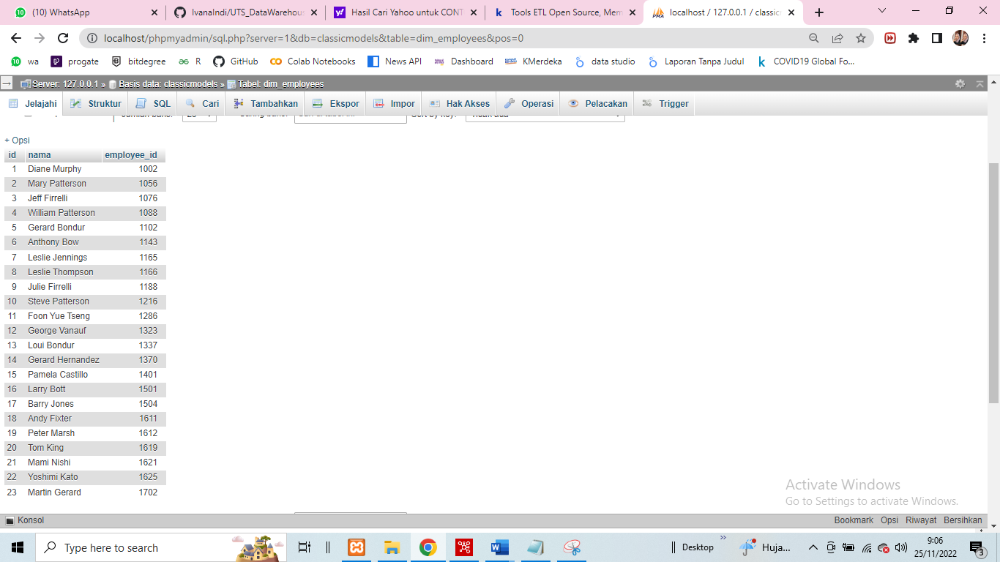 (10) WhatsApp
IvanaIndi/UTS_DataWarehous
Hasil Cari Yahoo untuk CONT
Tools ETL Open Source, Mem
localhost / 127.0.0.1 / classic
localhost/phpmyadmin/sql.php?server=1&db=classicmodels&table=dim_employees&pos=0
wa progate bitdegree R GitHub Colab Notebooks News API Dashboard KMerdeka data studio Laporan Tanpa Judul COVID19 Global Fo...
Server: 127.0.0.1 » Basis data: classicmodels » Tabel: dim_employees
Jelajahi Struktur SQL Cari Tambahkan Ekspor Impor Hak Akses Operasi Pelacakan Trigger
+ Opsi
id nama employee_id
1 Diane Murphy 1002
2 Mary Patterson 1056
3 Jeff Firrelli 1076
4 William Patterson 1088
5 Gerard Bondur 1102
6 Anthony Bow 1143
7 Leslie Jennings 1165
8 Leslie Thompson 1166
9 Julie Firrelli 1188
10 Steve Patterson 1216
11 Foon Yue Tseng 1286
12 George Vanauf 1323
13 Loui Bondur 1337
14 Gerard Hernandez 1370
15 Pamela Castillo 1401
16 Larry Bott 1501
17 Barry Jones 1504
18 Andy Fixter 1611
19 Peter Marsh 1612
20 Tom King 1619
21 Mami Nishi 1621
22 Yoshimi Kato 1625
23 Martin Gerard 1702
Activate Windows
Go to Settings to activate Windows.
Konsol Bookmark Opsi Riwayat Bersihkan
Type here to search
Desktop
Huja...
9:06
25/11/2022
3